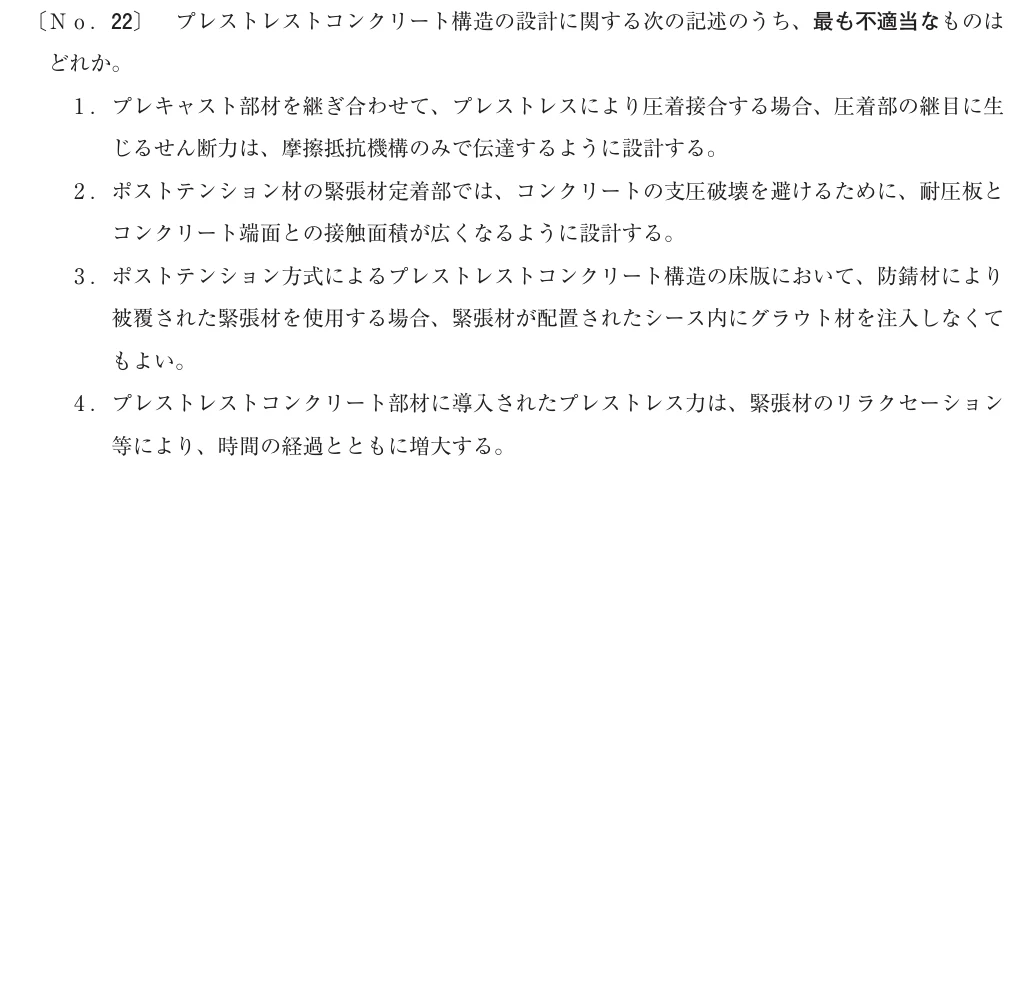 〔Ｎｏ．22〕　プレストレストコンクリート構造の設計に関する次の記述のうち、最も不適当なものは
どれか。
１．プレキャスト部材を継ぎ合わせて、プレストレスにより圧着接合する場合、圧着部の継目に生
じるせん断力は、摩擦抵抗機構のみで伝達するように設計する。
２．ポストテンション材の緊張材定着部では、コンクリートの支圧破壊を避けるために、耐圧板と
コンクリート端面との接触面積が広くなるように設計する。
３．ポストテンション方式によるプレストレストコンクリート構造の床版において、防錆材により
被覆された緊張材を使用する場合、緊張材が配置されたシース内にグラウト材を注入しなくて
もよい。
４．プレストレストコンクリート部材に導入されたプレストレス力は、緊張材のリラクセーション
等により、時間の経過とともに増大する。